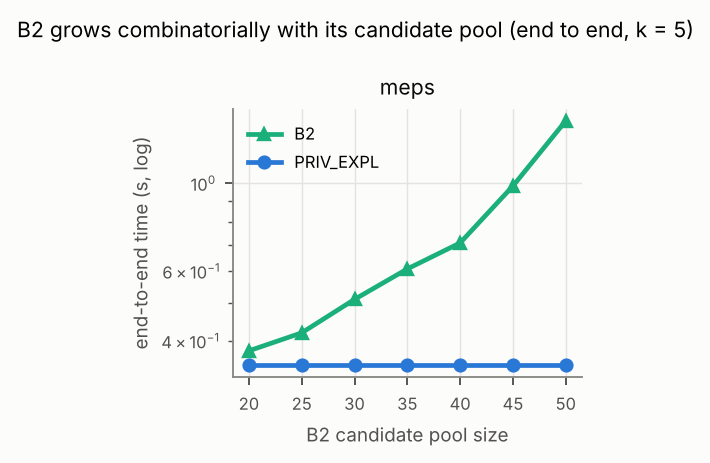 B2 grows combinatorially with its candidate pool (end to end, k = 5)
meps
B2
PRIV_EXPL
end-to-end time (s, log)
10⁰
6 × 10⁻¹
4 × 10⁻¹
20 25 30 35 40 45 50
B2 candidate pool size